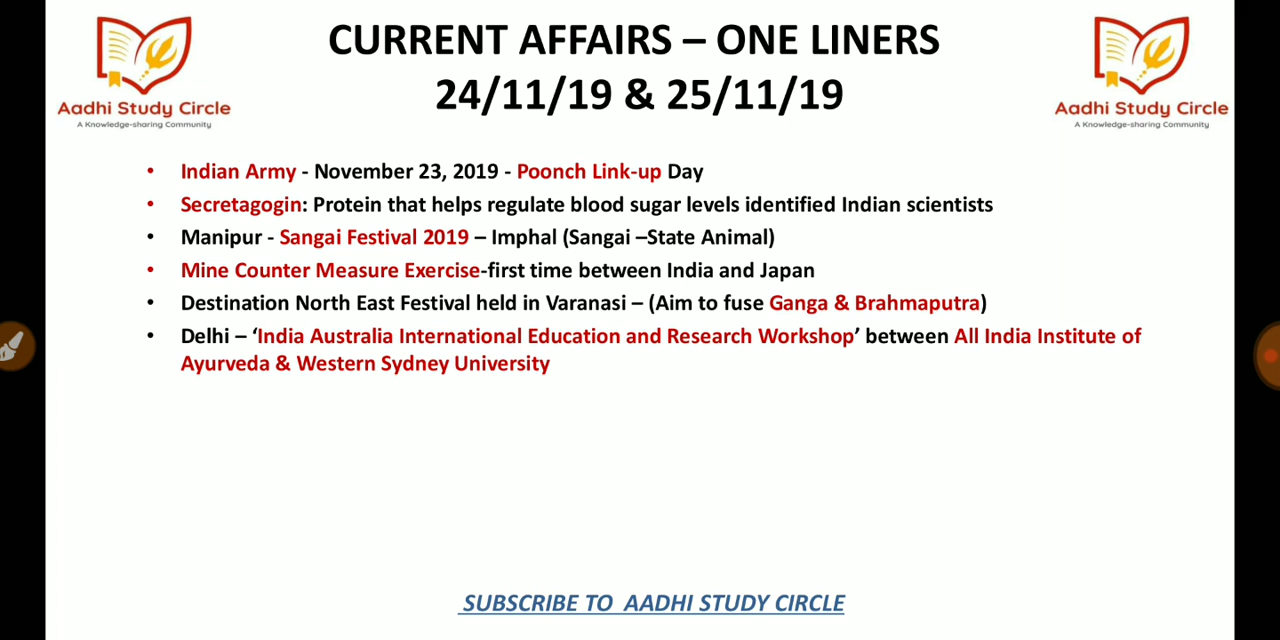 Aadhi Study Circle
A Knowledge-sharing Community
CURRENT AFFAIRS – ONE LINERS
24/11/19 & 25/11/19
Aadhi Study Circle
A Knowledge-sharing Community
• Indian Army - November 23, 2019 - Poonch Link-up Day
• Secretagogin: Protein that helps regulate blood sugar levels identified Indian scientists
• Manipur - Sangai Festival 2019 – Imphal (Sangai –State Animal)
• Mine Counter Measure Exercise-first time between India and Japan
• Destination North East Festival held in Varanasi – (Aim to fuse Ganga & Brahmaputra)
• Delhi – ‘India Australia International Education and Research Workshop’ between All India Institute of
Ayurveda & Western Sydney University
SUBSCRIBE TO AADHI STUDY CIRCLE